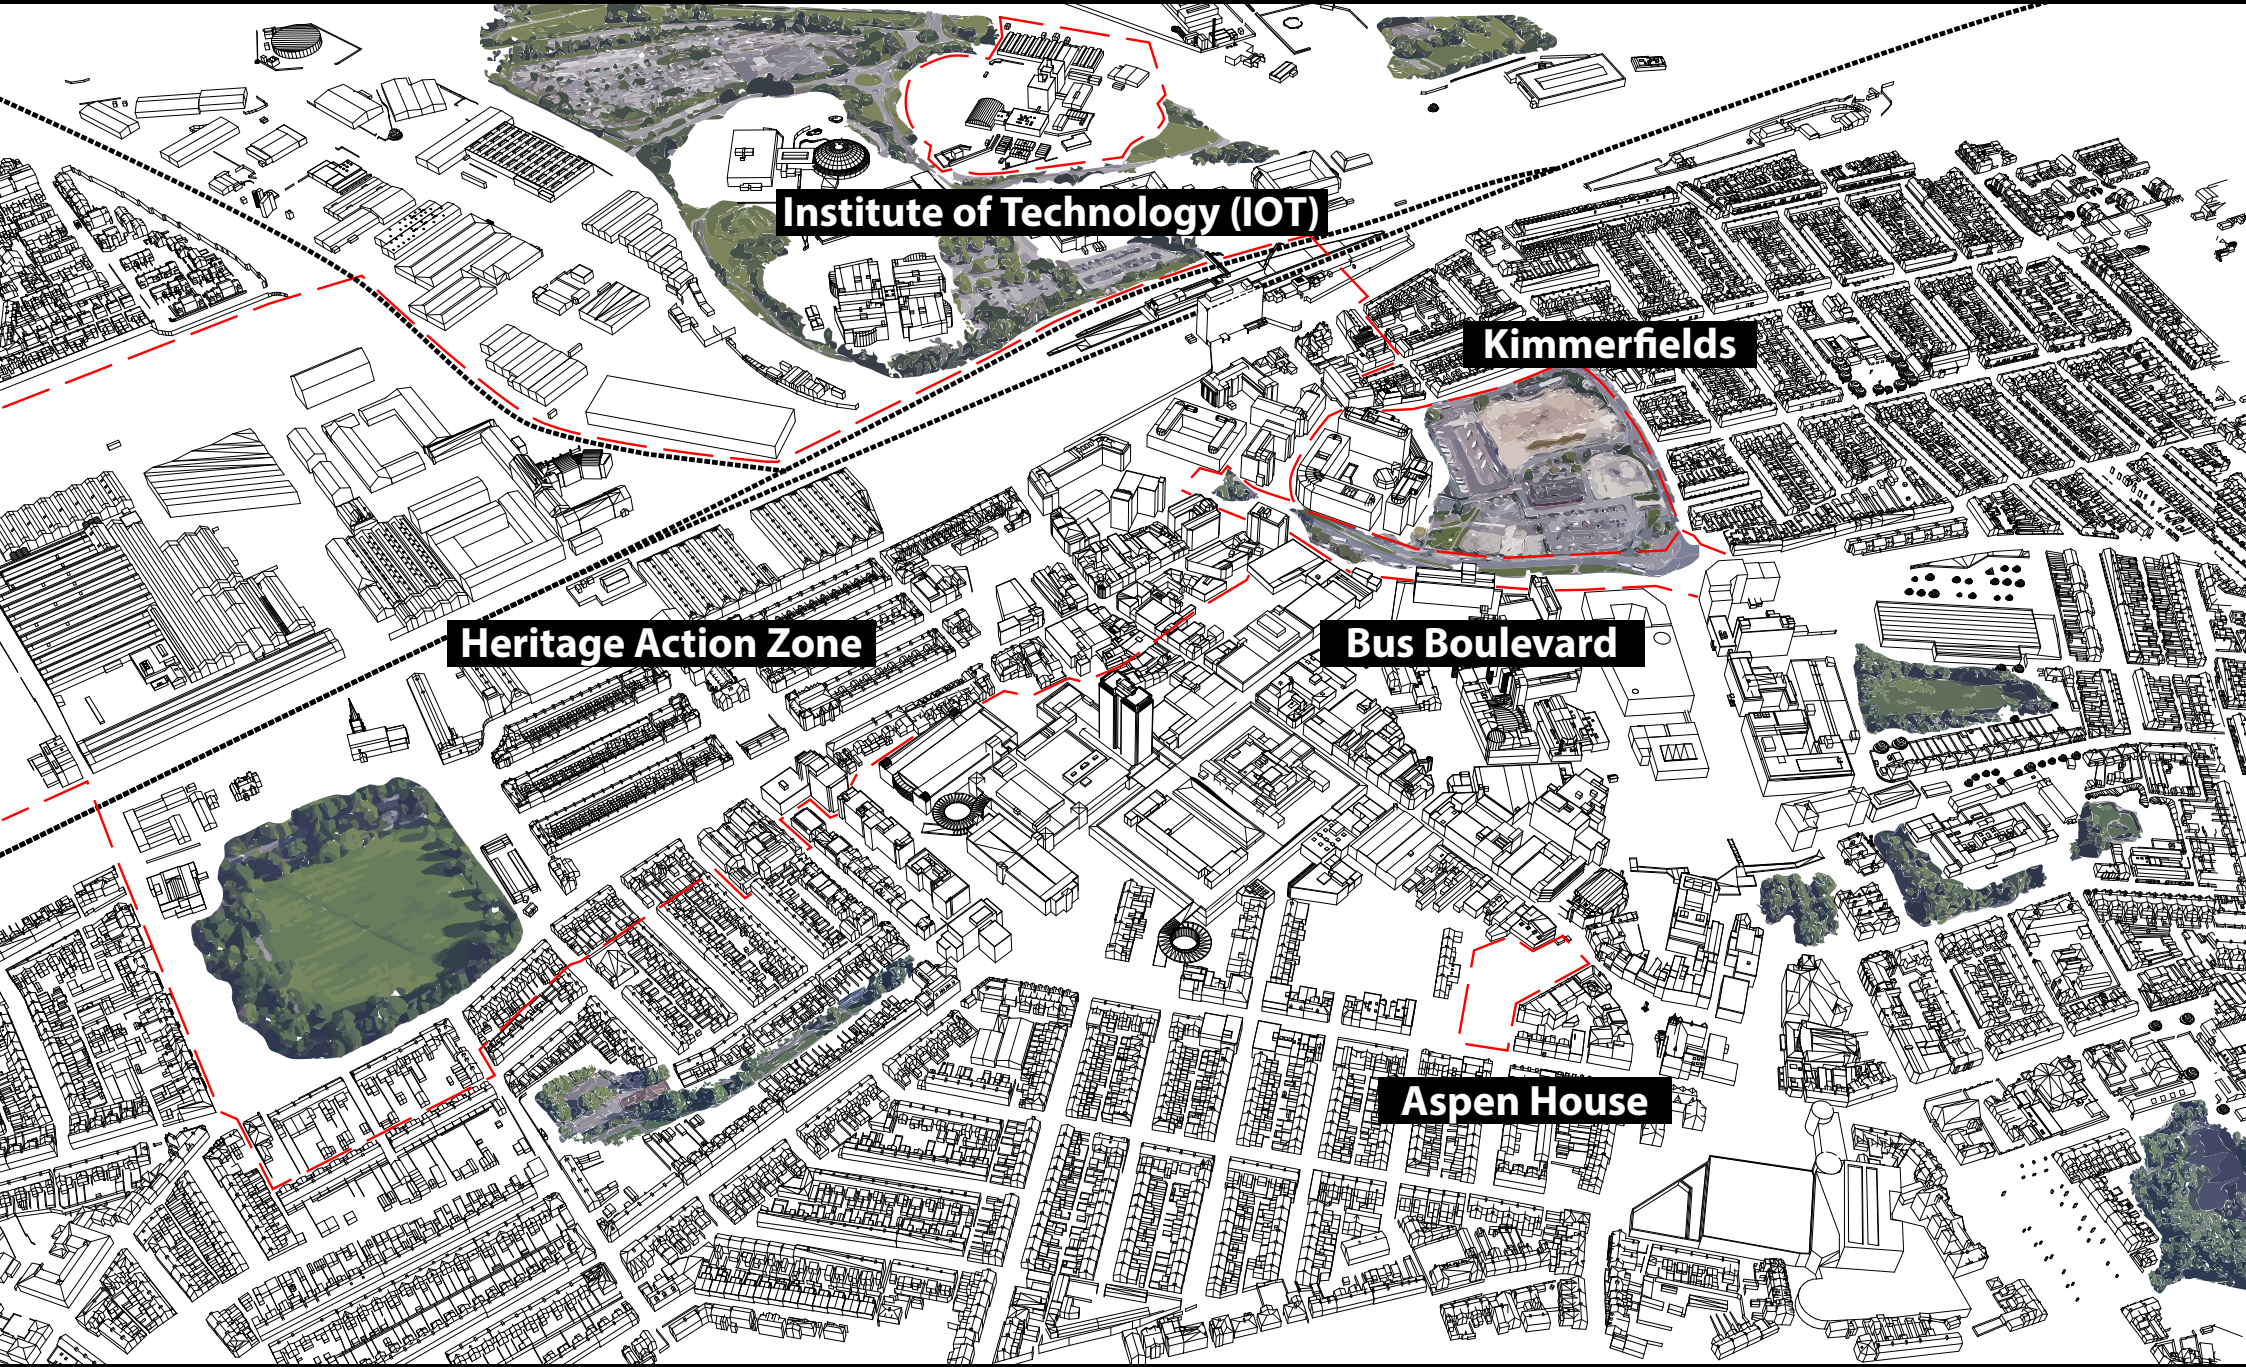 Institute of Technology (IOT)
Kimmerfields
Heritage Action Zone
Bus Boulevard
Aspen House